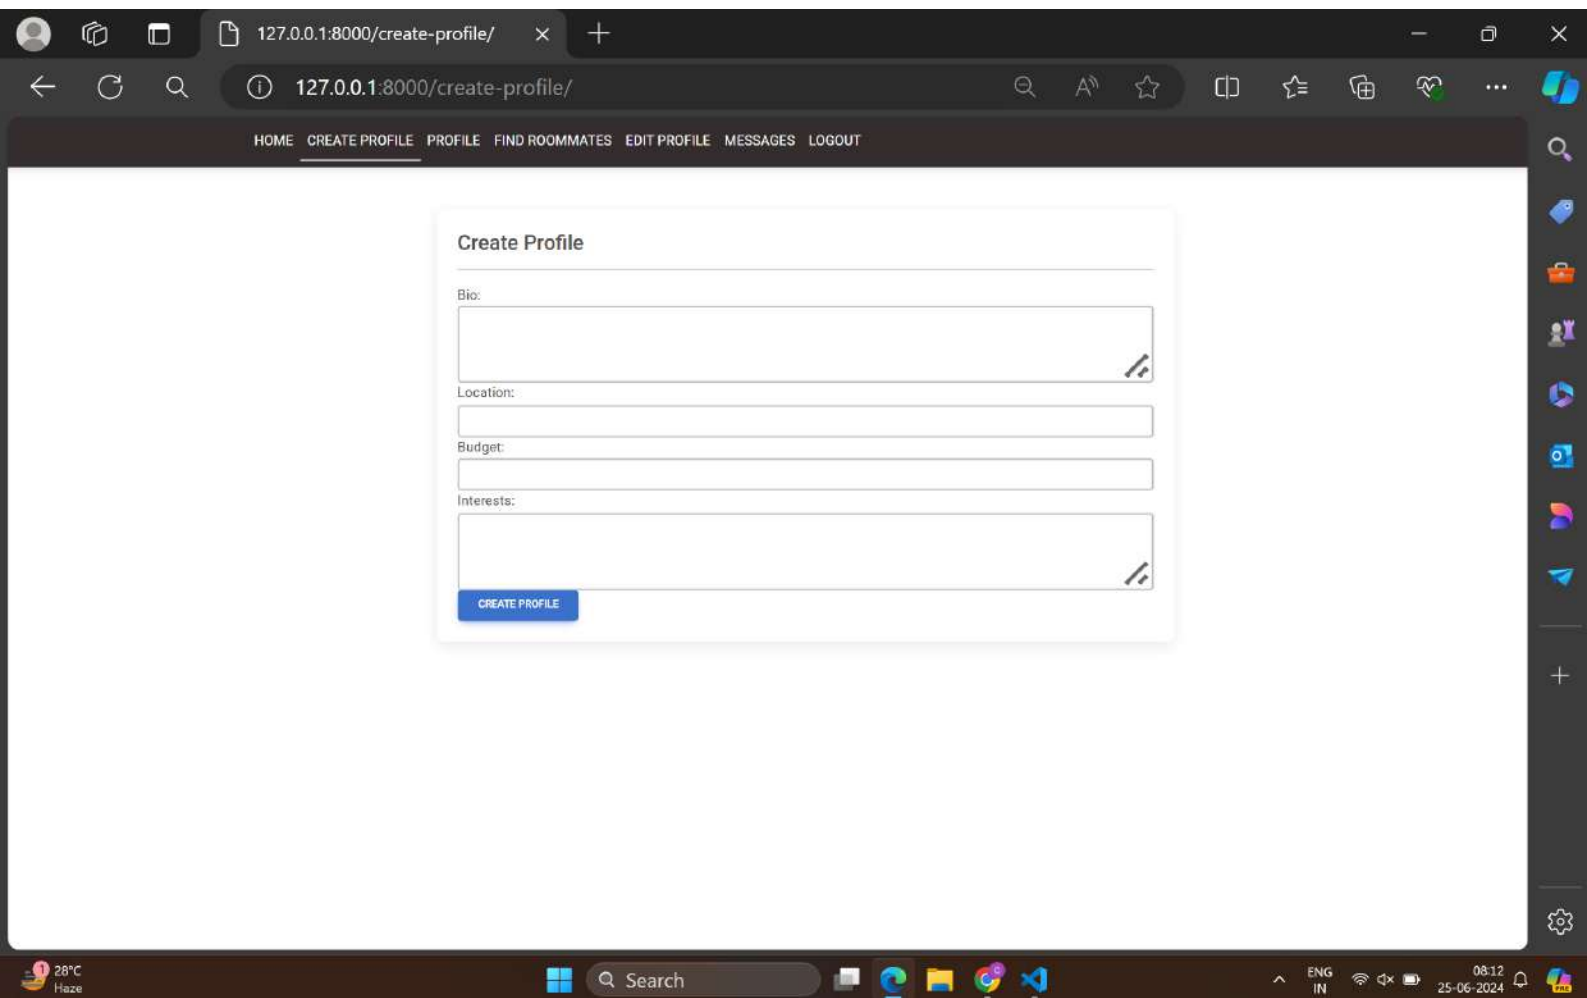 127.0.0.1:8000/create-profile/
127.0.0.1:8000/create-profile/
HOME CREATE PROFILE PROFILE FIND ROOMMATES EDIT PROFILE MESSAGES LOGOUT
Create Profile
Bio:
Location:
Budget:
Interests:
CREATE PROFILE
1 28°C
Haze
Search
ENG
IN
08:12
25-06-2024